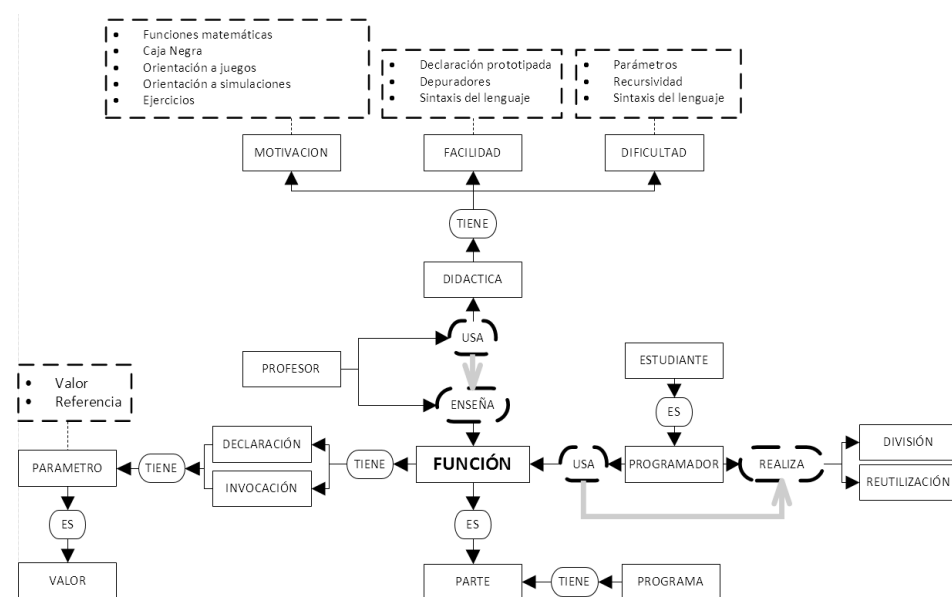 Funciones matemáticas
Caja Negra
Orientación a juegos
Orientación a simulaciones
Ejercicios
Declaración prototipada
Depuradores
Sintaxis del lenguaje
Parámetros
Recursividad
Sintaxis del lenguaje
MOTIVACION
FACILIDAD
DIFICULTAD
TIENE
DIDACTICA
USA
PROFESOR
ENSEÑA
ESTUDIANTE
ES
Valor
Referencia
DECLARACIÓN
INVOCACIÓN
PARAMETRO
TIENE
TIENE
FUNCIÓN
USA
PROGRAMADOR
REALIZA
DIVISIÓN
REUTILIZACIÓN
ES
ES
VALOR
PARTE
TIENE
PROGRAMA